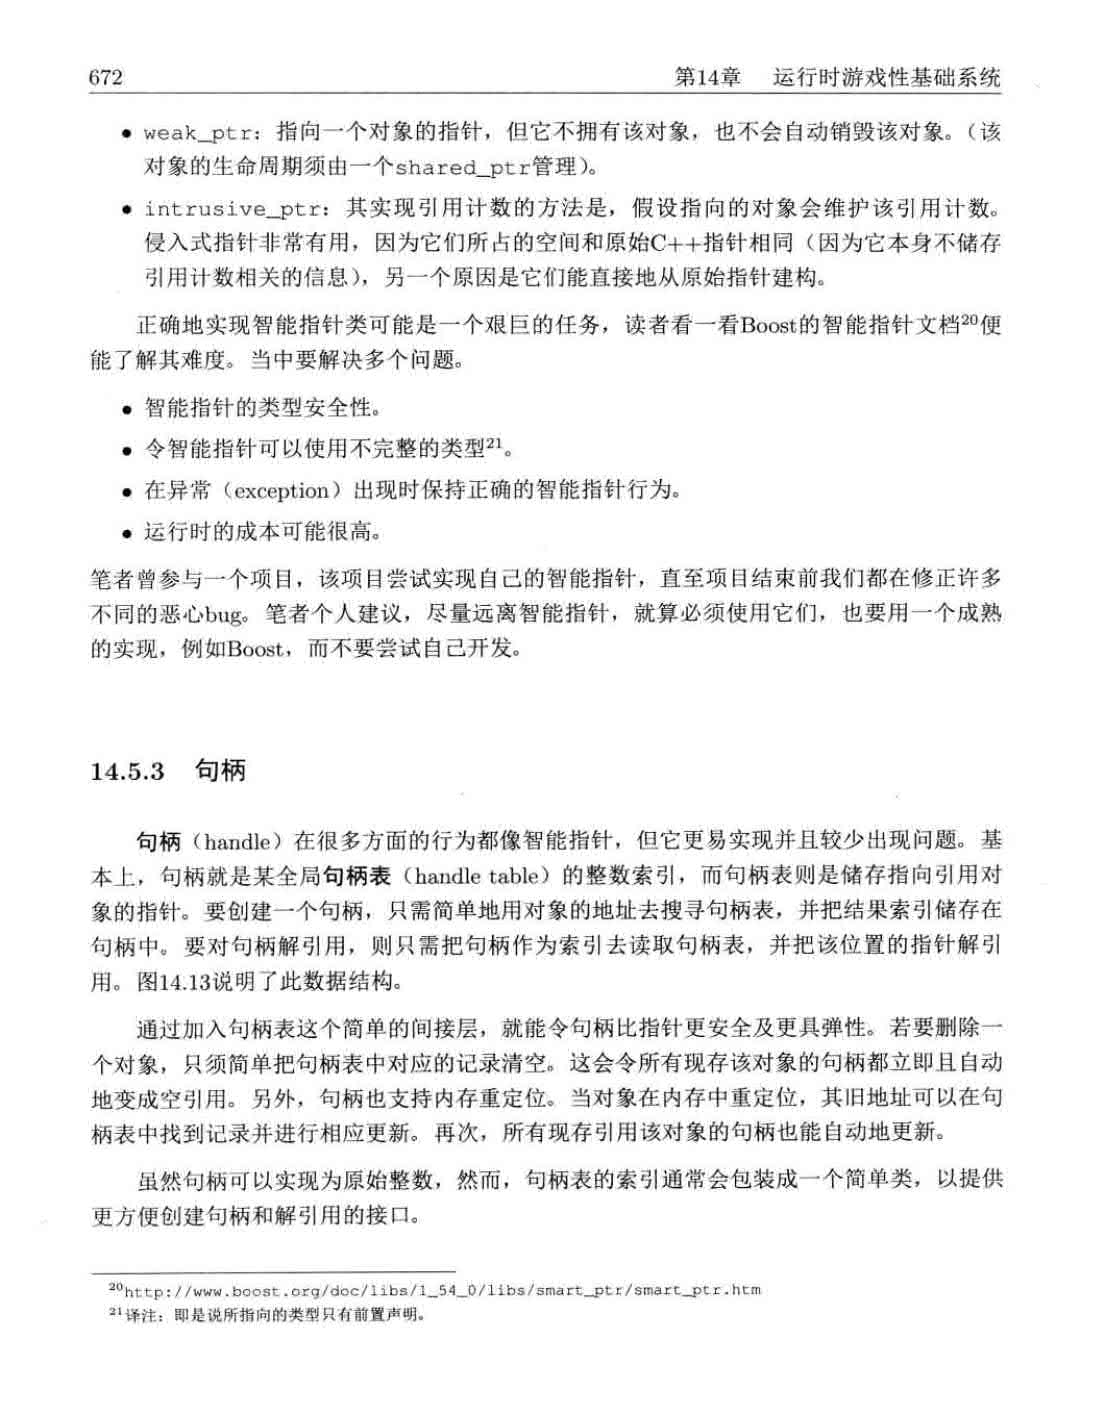 672 第14章 运行时游戏性基础系统
● weak_ptr：指向一个对象的指针，但它不拥有该对象，也不会自动销毁该对象。（该
对象的生命周期须由一个shared_ptr管理）。
● intrusive_ptr：其实现引用计数的方法是，假设指向的对象会维护该引用计数。
侵入式指针非常有用，因为它们所占的空间和原始C++指针相同（因为它本身不储存
引用计数相关的信息），另一个原因是它们能直接地从原始指针建构。
正确地实现智能指针类可能是一个艰巨的任务，读者看一看Boost的智能指针文档20便
能了解其难度。当中要解决多个问题。
● 智能指针的类型安全性。
● 令智能指针可以使用不完整的类型21。
● 在异常（exception）出现时保持正确的智能指针行为。
● 运行时的成本可能很高。
笔者曾参与一个项目，该项目尝试实现自己的智能指针，直至项目结束前我们都在修正许多
不同的恶心bug。笔者个人建议，尽量远离智能指针，就算必须使用它们，也要用一个成熟
的实现，例如Boost，而不要尝试自己开发。
14.5.3 句柄
句柄（handle）在很多方面的行为都像智能指针，但它更易实现并且较少出现问题。基
本上，句柄就是某全局句柄表（handle table）的整数索引，而句柄表则是储存指向引用对
象的指针。要创建一个句柄，只需简单地用对象的地址去搜寻句柄表，并把结果索引储存在
句柄中。要对句柄解引用，则只需把句柄作为索引去读取句柄表，并把该位置的指针解引
用。图14.13说明了此数据结构。
通过加入句柄表这个简单的间接层，就能令句柄比指针更安全及更具弹性。若要删除一
个对象，只须简单把句柄表中对应的记录清空。这会令所有现存该对象的句柄都立即且自动
地变成空引用。另外，句柄也支持内存重定位。当对象在内存中重定位，其旧地址可以在句
柄表中找到记录并进行相应更新。再次，所有现存引用该对象的句柄也能自动地更新。
虽然句柄可以实现为原始整数，然而，句柄表的索引通常会包装成一个简单类，以提供
更方便创建句柄和解引用的接口。
20http://www.boost.org/doc/libs/1_54_0/libs/smart_ptr/smart_ptr.htm
21译注：即是说所指向的类型只有前置声明。